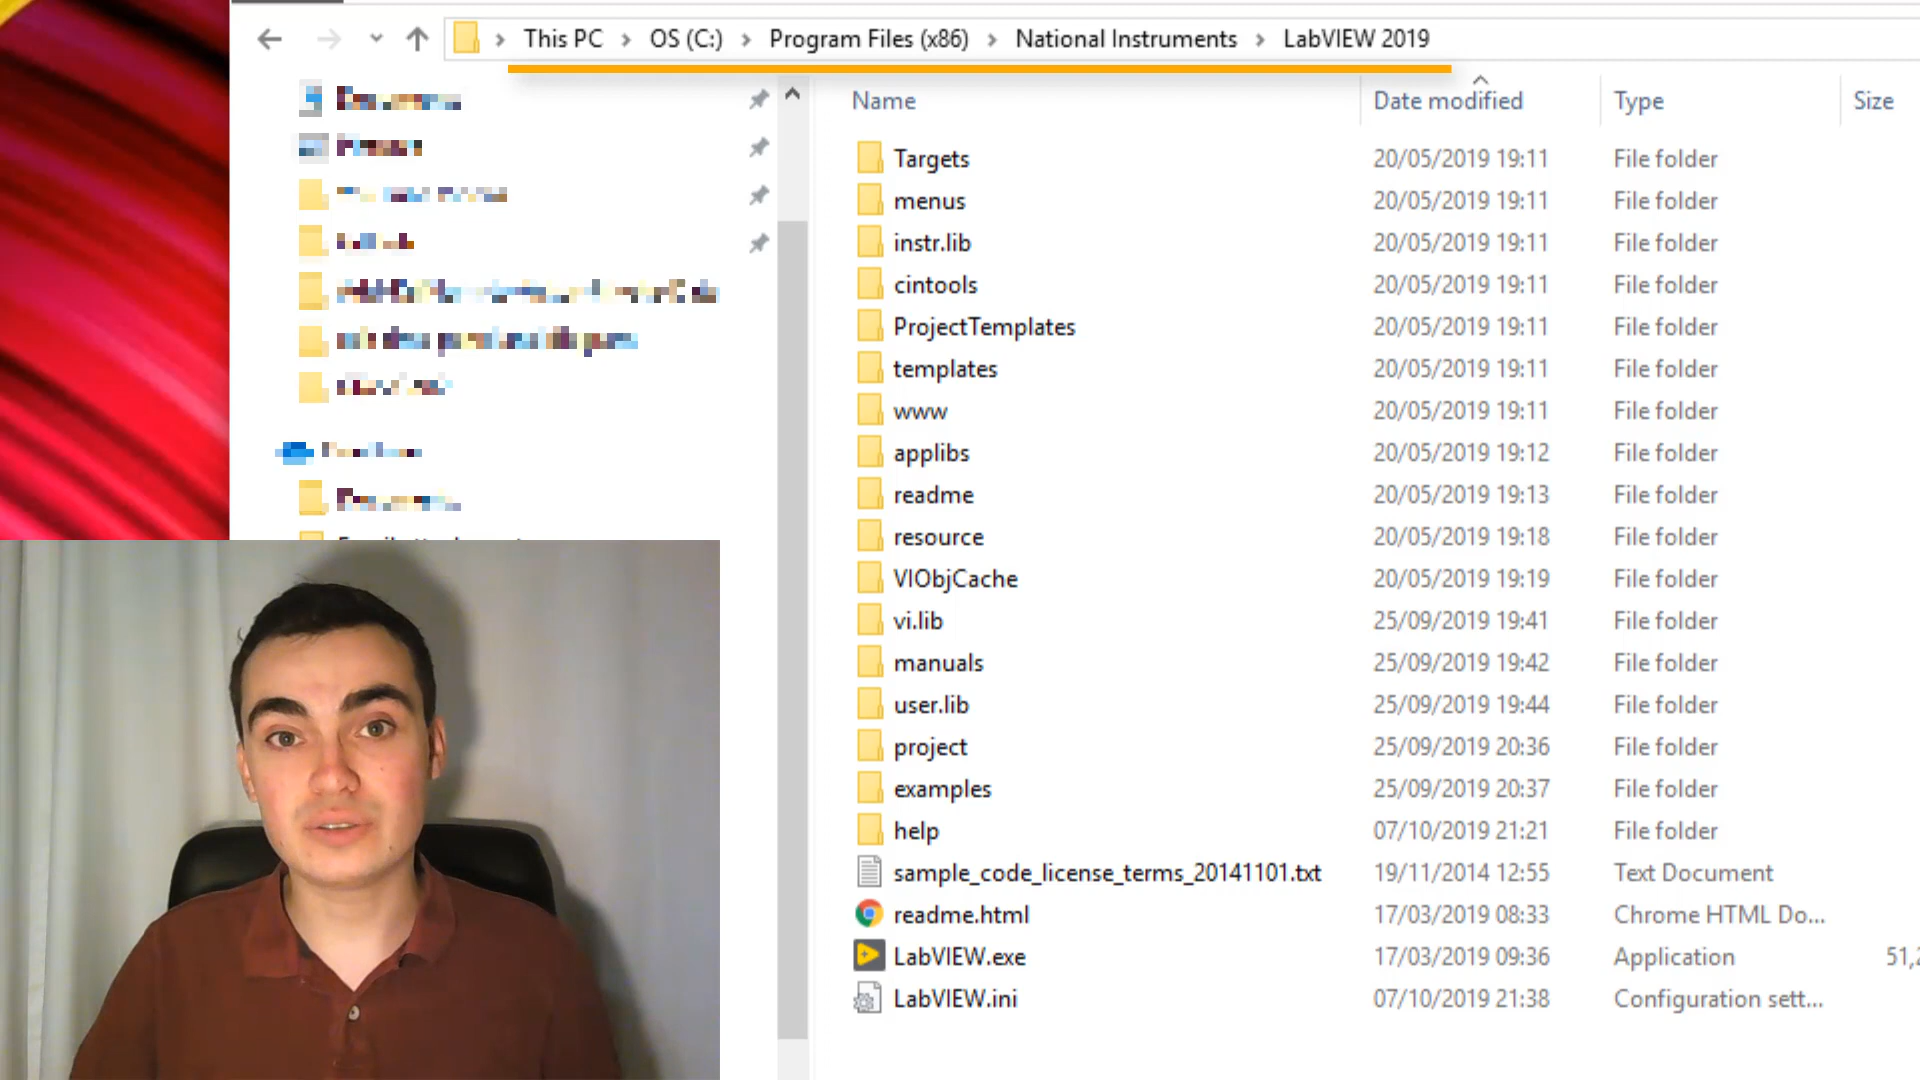 This PC > OS (C:) > Program Files (x86) > National Instruments > LabVIEW 2019
Name Date modified Type Size
Targets 20/05/2019 19:11 File folder
menus 20/05/2019 19:11 File folder
instr.lib 20/05/2019 19:11 File folder
cintools 20/05/2019 19:11 File folder
ProjectTemplates 20/05/2019 19:11 File folder
templates 20/05/2019 19:11 File folder
www 20/05/2019 19:11 File folder
applibs 20/05/2019 19:12 File folder
readme 20/05/2019 19:13 File folder
resource 20/05/2019 19:18 File folder
VIObjCache 20/05/2019 19:19 File folder
vi.lib 25/09/2019 19:41 File folder
manuals 25/09/2019 19:42 File folder
user.lib 25/09/2019 19:44 File folder
project 25/09/2019 20:36 File folder
examples 25/09/2019 20:37 File folder
help 07/10/2019 21:21 File folder
sample_code_license_terms_20141101.txt 19/11/2014 12:55 Text Document
readme.html 17/03/2019 08:33 Chrome HTML Do...
LabVIEW.exe 17/03/2019 09:36 Application 51,
LabVIEW.ini 07/10/2019 21:38 Configuration sett...